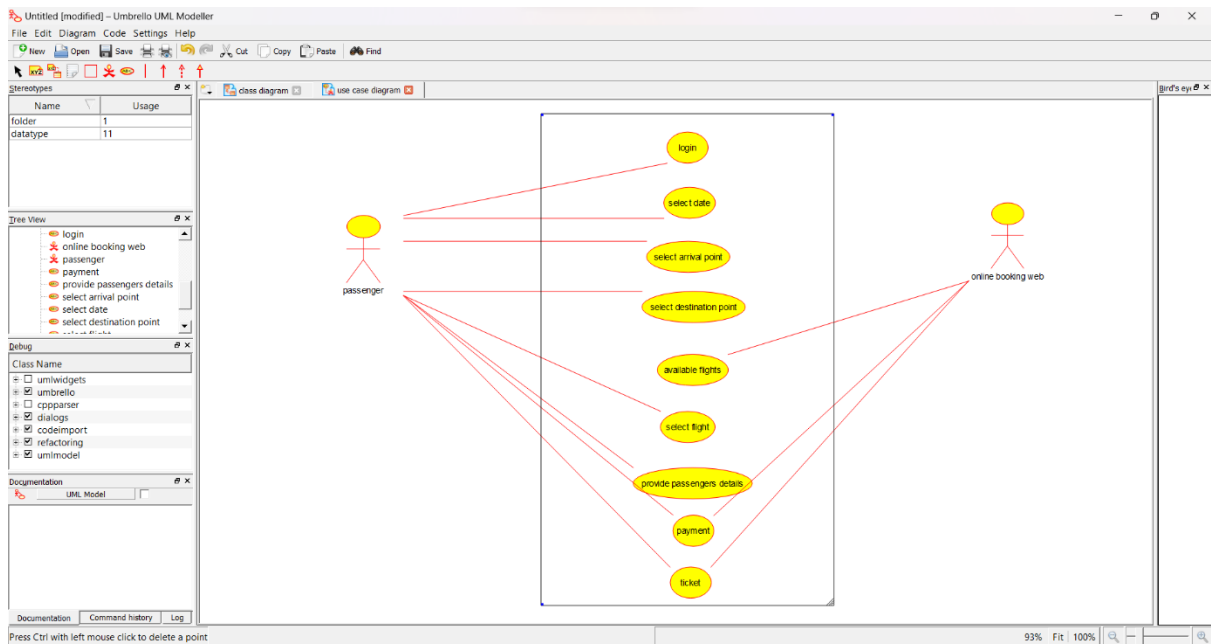 Untitled [modified] – Umbrello UML Modeller
File Edit Diagram Code Settings Help
New Open Save Cut Copy Paste Find
Stereotypes
Name Usage
folder 1
datatype 11
Tree View
login
online booking web
passenger
payment
provide passengers details
select arrival point
select date
select destination point
select flight
Debug
Class Name
umlwidgets
umbrello
cppparser
dialogs
codeimport
refactoring
umlmodel
Documentation
UML Model
Documentation Command history Log
class diagram use case diagram
login
select date
select arrival point
select destination point
available flights
select flight
provide passengers details
payment
ticket
passenger
online booking web
Bird's eye
Press Ctrl with left mouse click to delete a point
93% Fit 100%